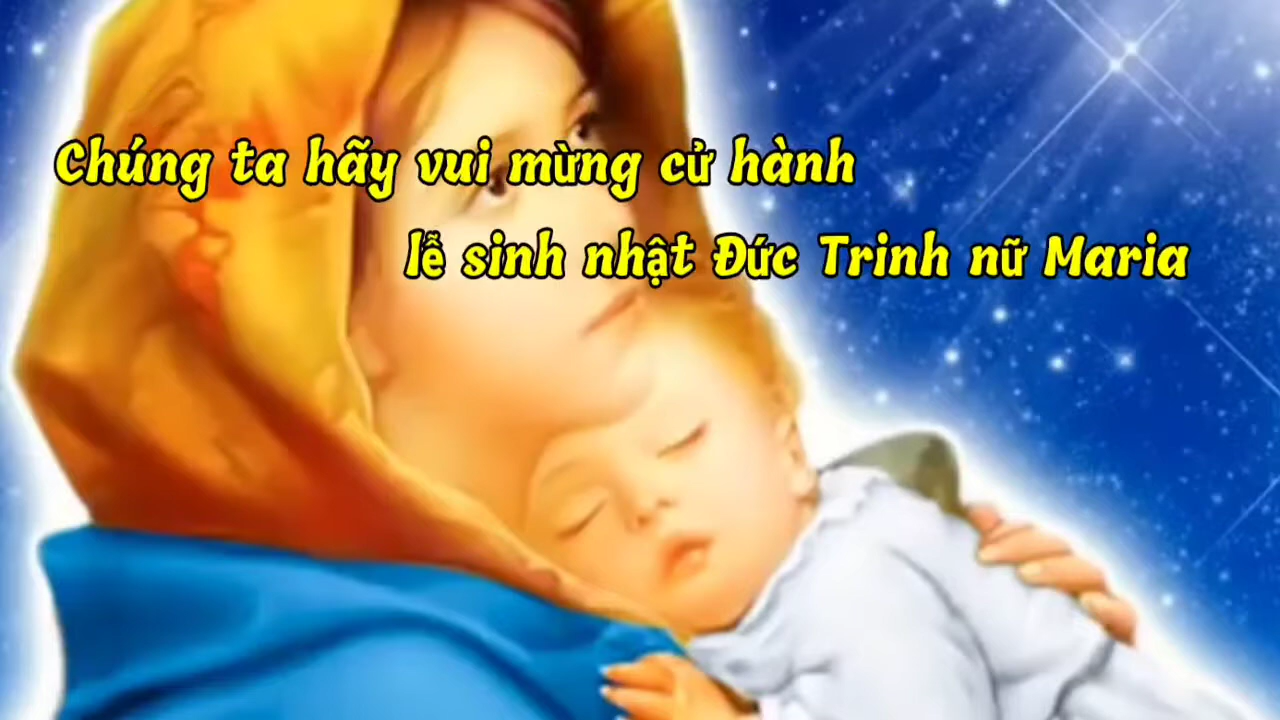 Chúng ta hãy vui mừng cử hành
lễ sinh nhật Đức Trinh nữ Maria